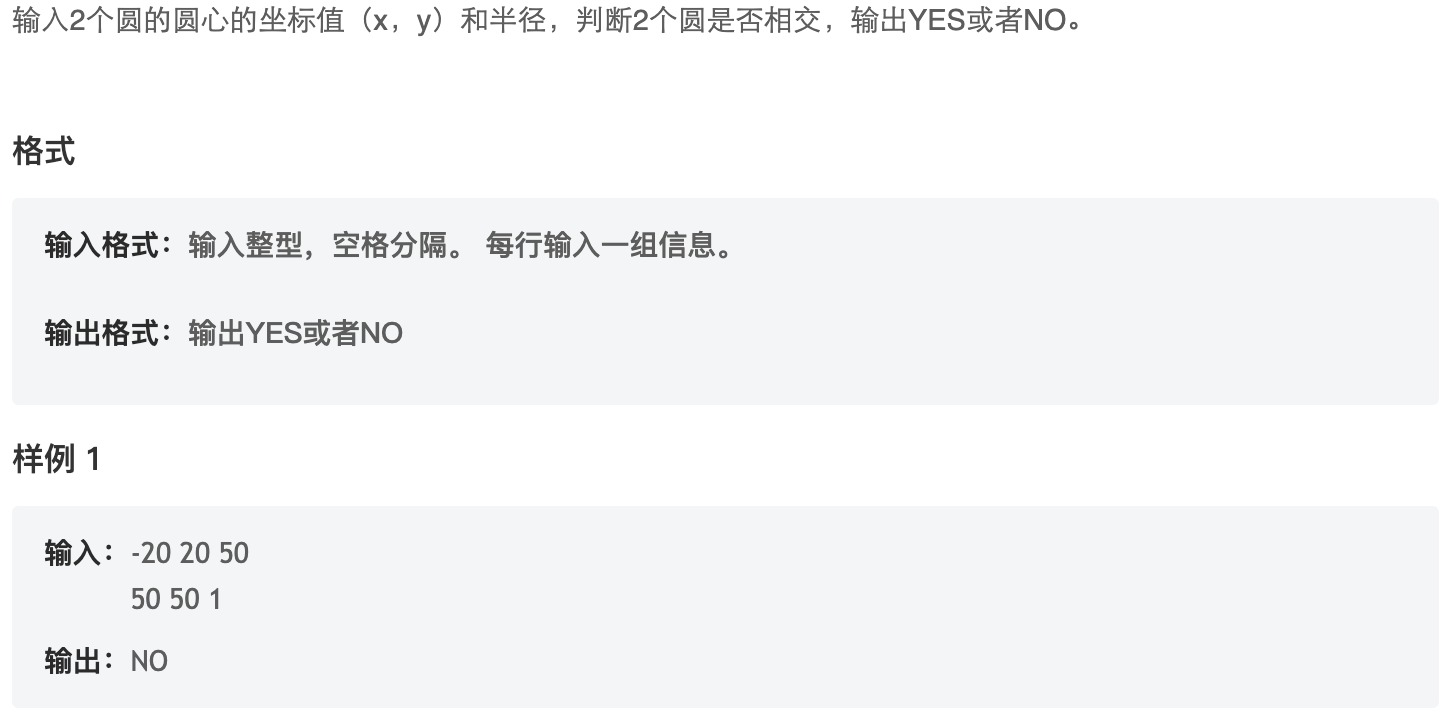 输入2个圆的圆心的坐标值（x，y）和半径，判断2个圆是否相交，输出YES或者NO。
格式
输入格式：输入整型，空格分隔。 每行输入一组信息。
输出格式：输出YES或者NO
样例 1
输入：-20 20 50
50 50 1
输出：NO